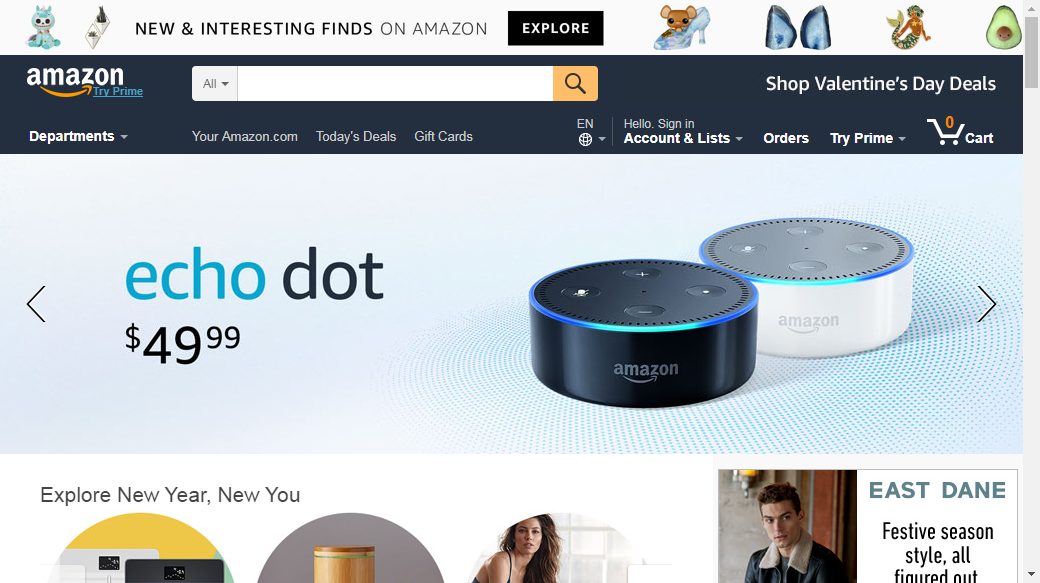 NEW & INTERESTING FINDS ON AMAZON EXPLORE
amazon
Try Prime
All
Shop Valentine's Day Deals
Departments
Your Amazon.com Today's Deals Gift Cards
EN
Hello. Sign in
Account & Lists
Orders
Try Prime
0
Cart
echo dot
$49 99
amazon
amazon
Explore New Year, New You
EAST DANE
Festive season
style, all
figured out